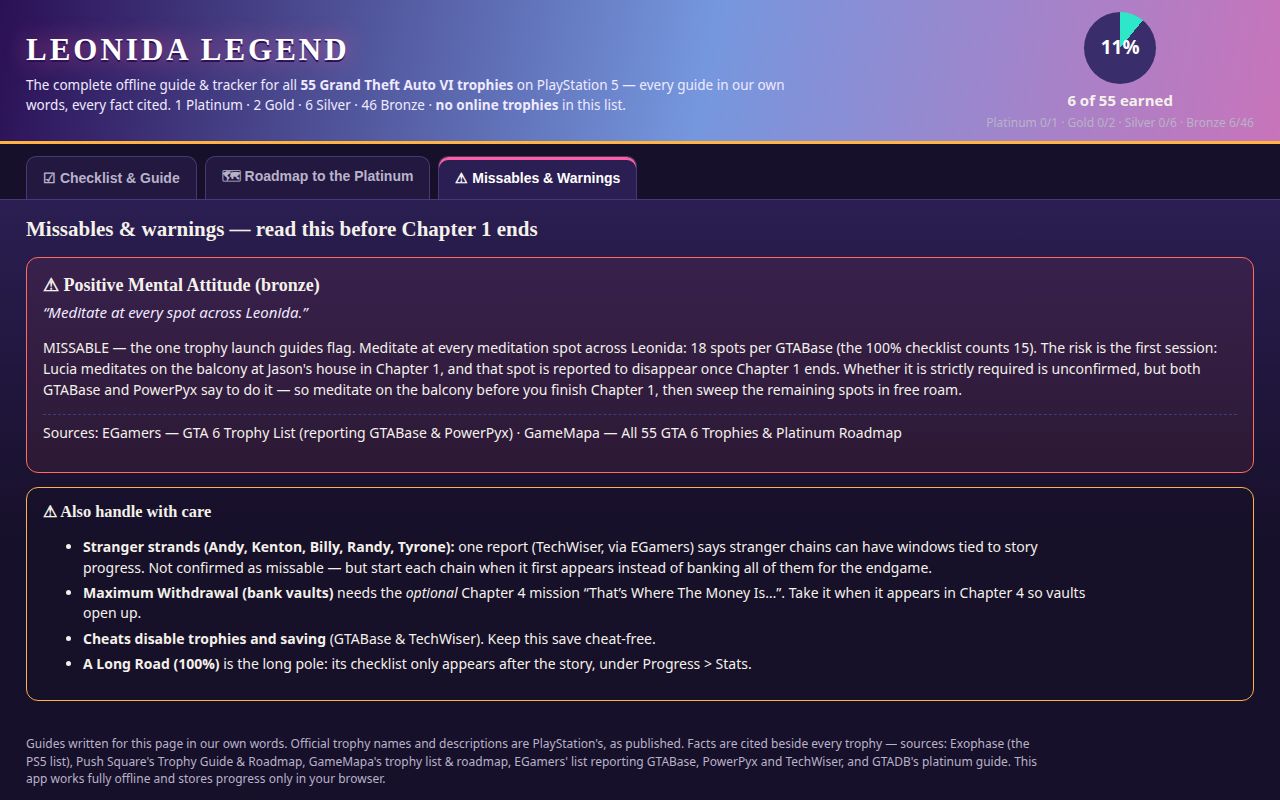 LEONIDA LEGEND
The complete offline guide & tracker for all 55 Grand Theft Auto VI trophies on PlayStation 5 — every guide in our own
words, every fact cited. 1 Platinum · 2 Gold · 6 Silver · 46 Bronze · no online trophies in this list.
11%
6 of 55 earned
Platinum 0/1 · Gold 0/2 · Silver 0/6 · Bronze 6/46
☑ Checklist & Guide
🗺 Roadmap to the Platinum
⚠ Missables & Warnings
Missables & warnings — read this before Chapter 1 ends
⚠ Positive Mental Attitude (bronze)
“Meditate at every spot across Leonida.”
MISSABLE — the one trophy launch guides flag. Meditate at every meditation spot across Leonida: 18 spots per GTABase (the 100% checklist counts 15). The risk is the first session:
Lucia meditates on the balcony at Jason's house in Chapter 1, and that spot is reported to disappear once Chapter 1 ends. Whether it is strictly required is unconfirmed, but both
GTABase and PowerPyx say to do it — so meditate on the balcony before you finish Chapter 1, then sweep the remaining spots in free roam.
Sources: EGamers — GTA 6 Trophy List (reporting GTABase & PowerPyx) · GameMapa — All 55 GTA 6 Trophies & Platinum Roadmap
⚠ Also handle with care
• Stranger strands (Andy, Kenton, Billy, Randy, Tyrone): one report (TechWiser, via EGamers) says stranger chains can have windows tied to story
progress. Not confirmed as missable — but start each chain when it first appears instead of banking all of them for the endgame.
• Maximum Withdrawal (bank vaults) needs the optional Chapter 4 mission “That’s Where The Money Is…”. Take it when it appears in Chapter 4 so vaults
open up.
• Cheats disable trophies and saving (GTABase & TechWiser). Keep this save cheat-free.
• A Long Road (100%) is the long pole: its checklist only appears after the story, under Progress > Stats.
Guides written for this page in our own words. Official trophy names and descriptions are PlayStation's, as published. Facts are cited beside every trophy — sources: Exophase (the
PS5 list), Push Square's Trophy Guide & Roadmap, GameMapa's trophy list & roadmap, EGamers' list reporting GTABase, PowerPyx and TechWiser, and GTADB's platinum guide. This
app works fully offline and stores progress only in your browser.